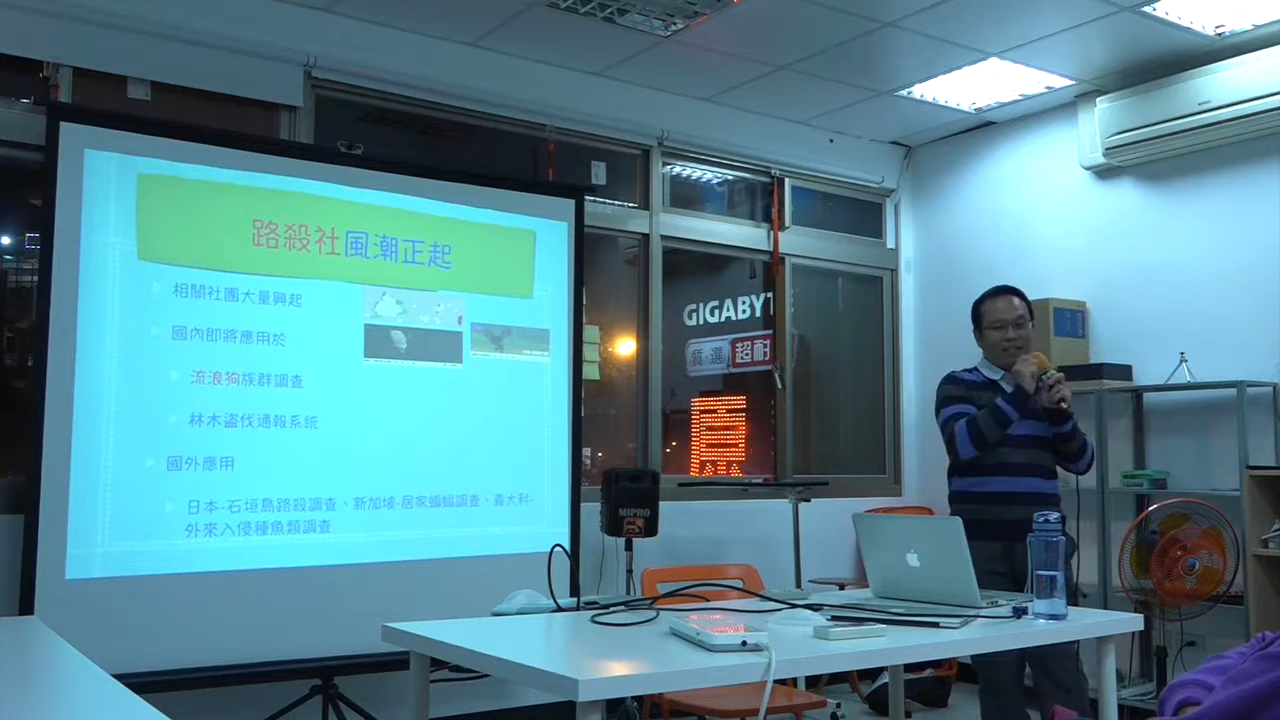 路殺社風潮正起
相關社團大量興起
國內即將應用於
流浪狗族群調查
林木盜伐通報系統
國外應用
日本-石垣島路殺調查、新加坡-居家蝙蝠調查、義大利-
外來入侵種魚類調查
GIGABYT
質·選 超耐
MIPRO